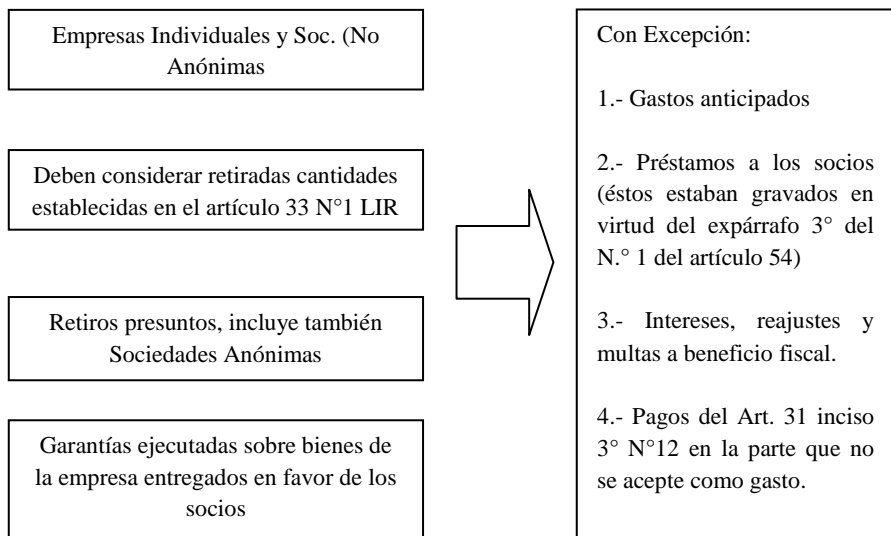 Empresas Individuales y Soc. (No
Anónimas
Deben considerar retiradas cantidades
establecidas en el artículo 33 N°1 LIR
Retiros presuntos, incluye también
Sociedades Anónimas
Garantías ejecutadas sobre bienes de
la empresa entregados en favor de los
socios
Con Excepción:
1.- Gastos anticipados
2.- Préstamos a los socios
(éstos estaban gravados en
virtud del expárrafo 3° del
N.° 1 del artículo 54)
3.- Intereses, reajustes y
multas a beneficio fiscal.
4.- Pagos del Art. 31 inciso
3° N°12 en la parte que no
se acepte como gasto.